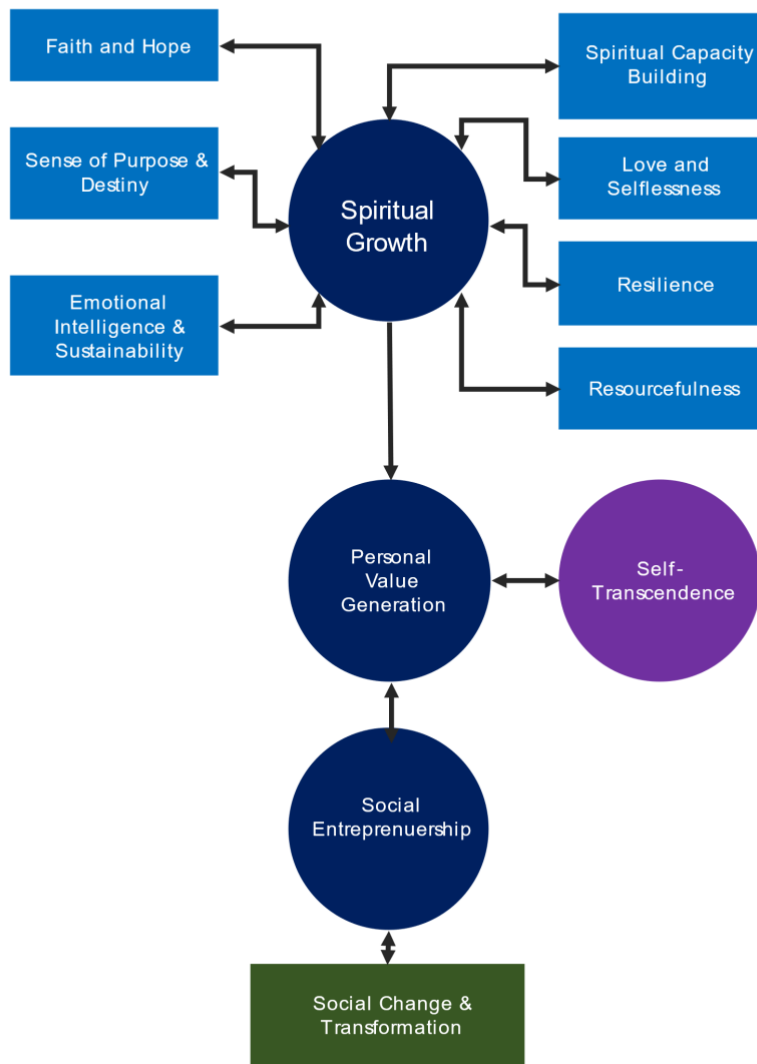 Faith and Hope
Spiritual Capacity
Building
Sense of Purpose &
Destiny
Love and
Selflessness
Spiritual
Growth
Resilience
Emotional
Intelligence &
Sustainability
Resourcefulness
Personal
Value
Generation
Self-
Transcendence
Social
Entreprenuership
Social Change &
Transformation